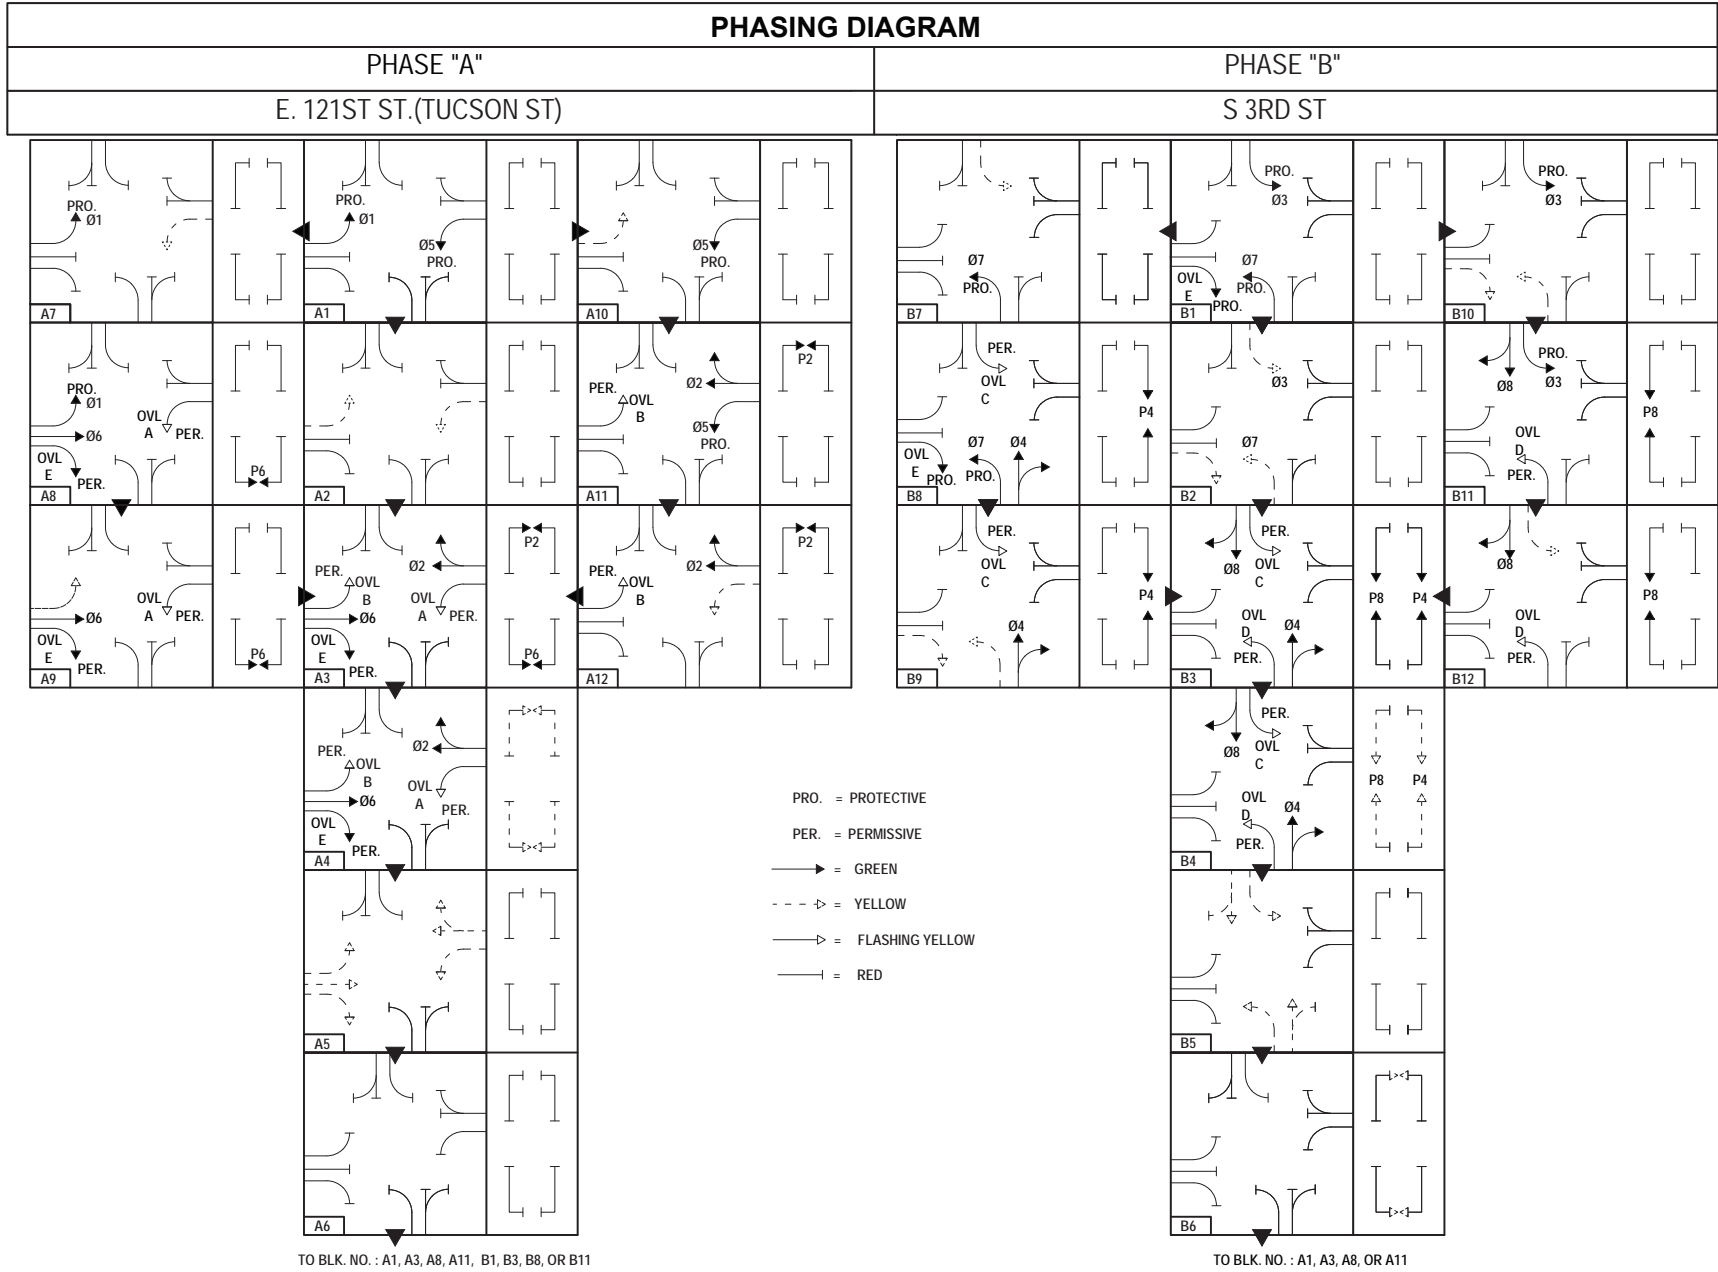 PHASING DIAGRAM
PHASE "A"
PHASE "B"
E. 121ST ST.(TUCSON ST)
S 3RD ST
PRO.
Ø1
A7
PRO.
Ø1
Ø5
PRO.
A1
Ø5
PRO.
A10
Ø7
PRO.
B7
PRO.
Ø3
Ø7
PRO.
OVL
E
PRO.
B1
PRO.
Ø3
B10
PRO.
Ø1
Ø6
OVL
A
PER.
OVL
E
PER.
A8
P6
A2
Ø2
PER.
OVL
B
Ø5
PRO.
A11
P2
PER.
OVL
C
Ø7
PRO.
Ø4
OVL
E
PRO.
B8
P4
Ø3
Ø7
B2
Ø8
PRO.
Ø3
OVL
D
PER.
B11
P8
Ø6
OVL
A
PER.
OVL
E
PER.
A9
P6
Ø2
PER.
OVL
B
Ø6
OVL
A
PER.
OVL
E
PER.
A3
P2
P6
Ø2
PER.
OVL
B
A12
P2
PER.
OVL
C
Ø4
B9
P4
Ø8
PER.
OVL
C
OVL
D
PER.
Ø4
B3
P8
P4
Ø8
OVL
D
PER.
B12
P8
Ø2
PER.
OVL
B
Ø6
OVL
A
PER.
OVL
E
PER.
A4
Ø8
PER.
OVL
C
OVL
D
PER.
Ø4
B4
P8
P4
PRO. = PROTECTIVE
PER. = PERMISSIVE
= GREEN
= YELLOW
= FLASHING YELLOW
= RED
A5
B5
A6
B6
TO BLK. NO. : A1, A3, A8, A11, B1, B3, B8, OR B11
TO BLK. NO. : A1, A3, A8, OR A11